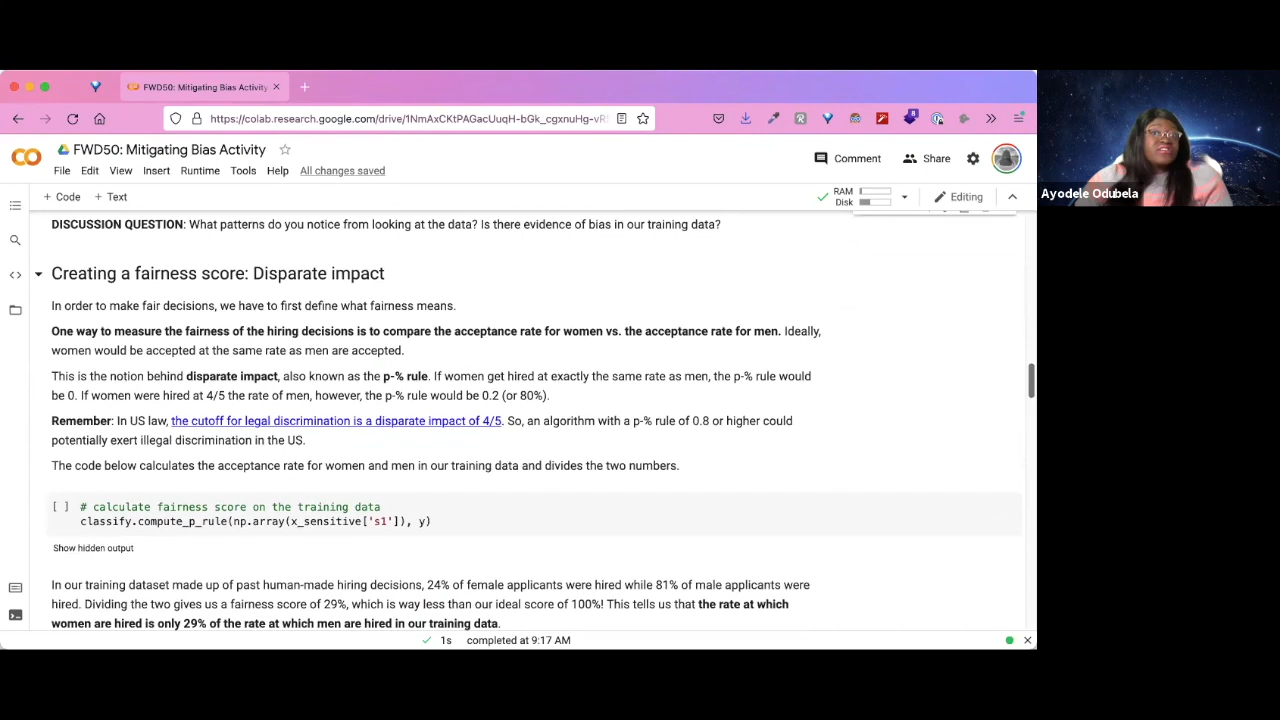 FWD50: Mitigating Bias Activity
https://colab.research.google.com/drive/1NmAxCKtPAGacUuqH-bGk_cgxnuHg-vR
FWD50: Mitigating Bias Activity
Comment
Share
File Edit View Insert Runtime Tools Help All changes saved
+ Code + Text
RAM
Disk
Editing
Ayodele Odubela
DISCUSSION QUESTION: What patterns do you notice from looking at the data? Is there evidence of bias in our training data?
Creating a fairness score: Disparate impact
In order to make fair decisions, we have to first define what fairness means.
One way to measure the fairness of the hiring decisions is to compare the acceptance rate for women vs. the acceptance rate for men. Ideally,
women would be accepted at the same rate as men are accepted.
This is the notion behind disparate impact, also known as the p-% rule. If women get hired at exactly the same rate as men, the p-% rule would
be 0. If women were hired at 4/5 the rate of men, however, the p-% rule would be 0.2 (or 80%).
Remember: In US law, the cutoff for legal discrimination is a disparate impact of 4/5. So, an algorithm with a p-% rule of 0.8 or higher could
potentially exert illegal discrimination in the US.
The code below calculates the acceptance rate for women and men in our training data and divides the two numbers.
[ ] # calculate fairness score on the training data
classify.compute_p_rule(np.array(x_sensitive['s1']), y)
Show hidden output
In our training dataset made up of past human-made hiring decisions, 24% of female applicants were hired while 81% of male applicants were
hired. Dividing the two gives us a fairness score of 29%, which is way less than our ideal score of 100%! This tells us that the rate at which
women are hired is only 29% of the rate at which men are hired in our training data.
1s completed at 9:17 AM